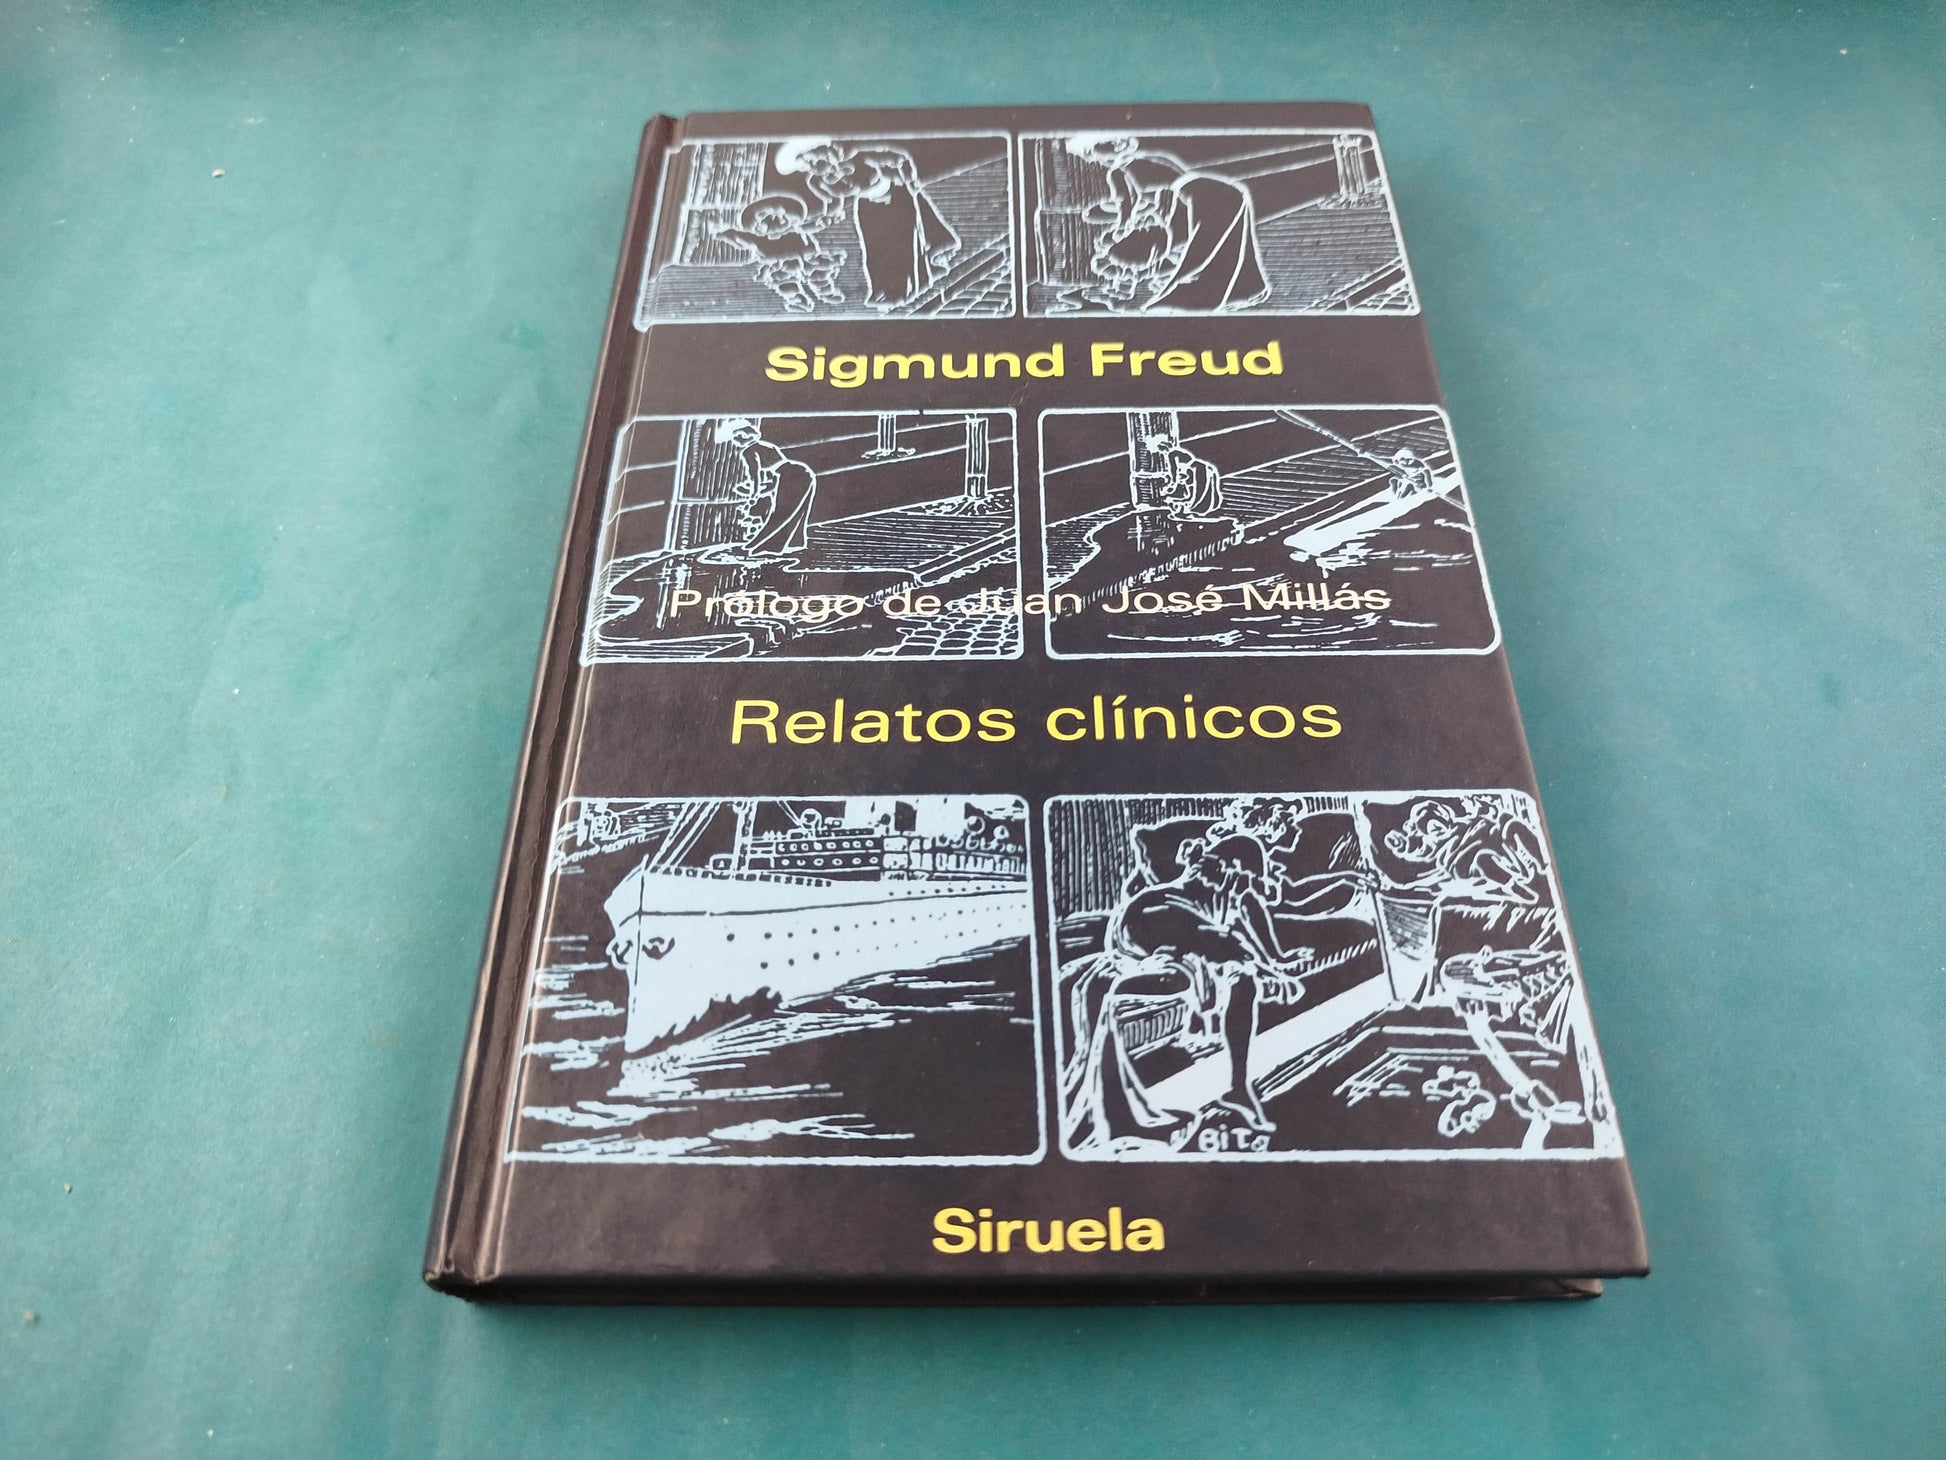 Sigmund Freud
Prólogo de Juan José Millás
Relatos clínicos
Siruela